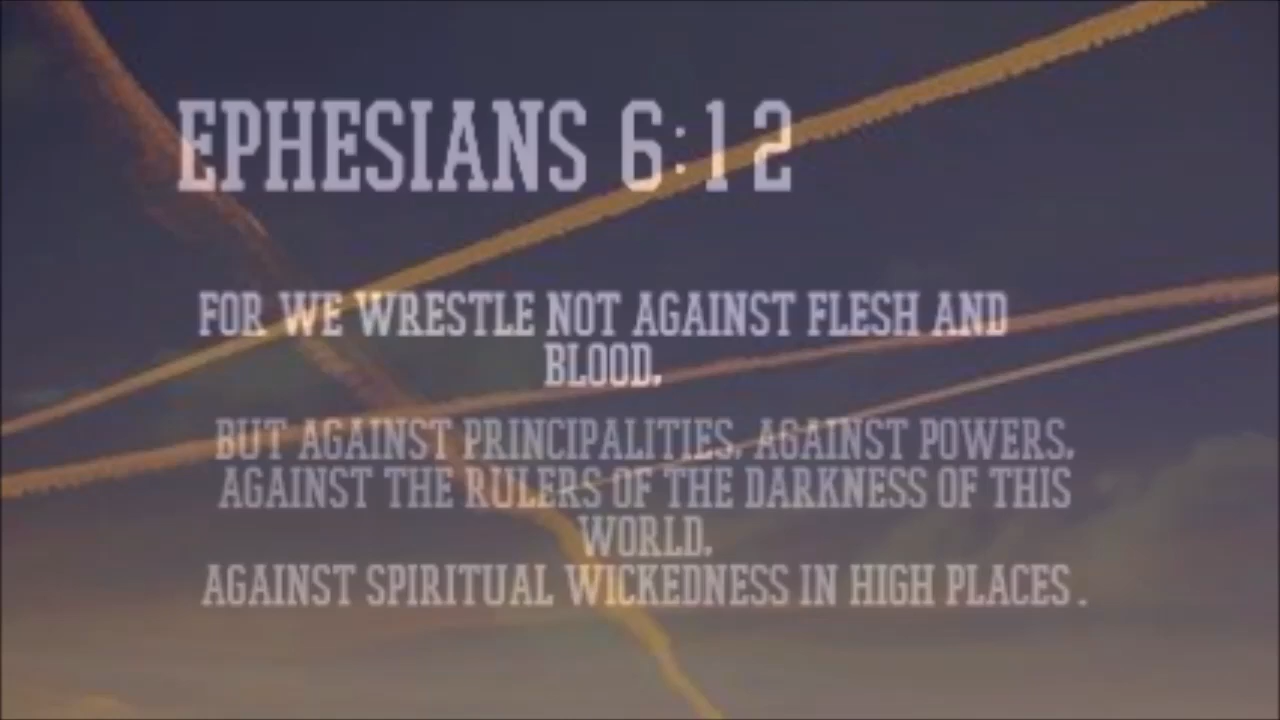 EPHESIANS 6:12
FOR WE WRESTLE NOT AGAINST FLESH AND
BLOOD,
BUT AGAINST PRINCIPALITIES, AGAINST POWERS,
AGAINST THE RULERS OF THE DARKNESS OF THIS
WORLD,
AGAINST SPIRITUAL WICKEDNESS IN HIGH PLACES .